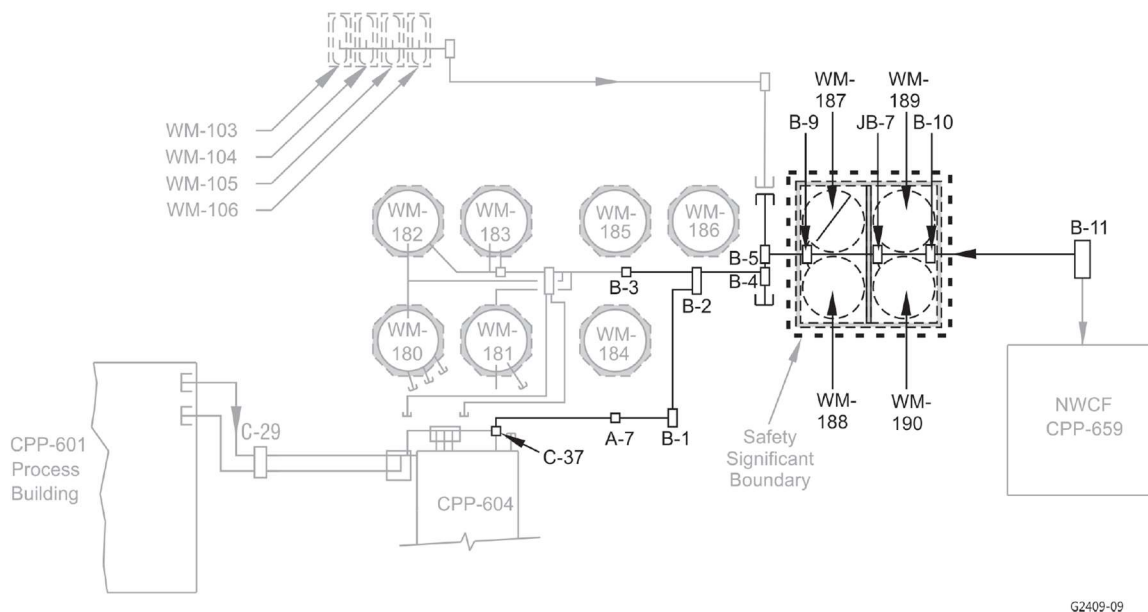 WM-103
WM-104
WM-105
WM-106
WM-
187
WM-
189
B-9
JB-7
B-10
WM-
182
WM-
183
WM-
185
WM-
186
B-11
B-5
B-4
B-3
B-2
WM-
180
WM-
181
WM-
184
WM-
188
WM-
190
NWCF
CPP-659
Safety
Significant
Boundary
C-29
A-7
B-1
C-37
CPP-601
Process
Building
CPP-604
G2409-09